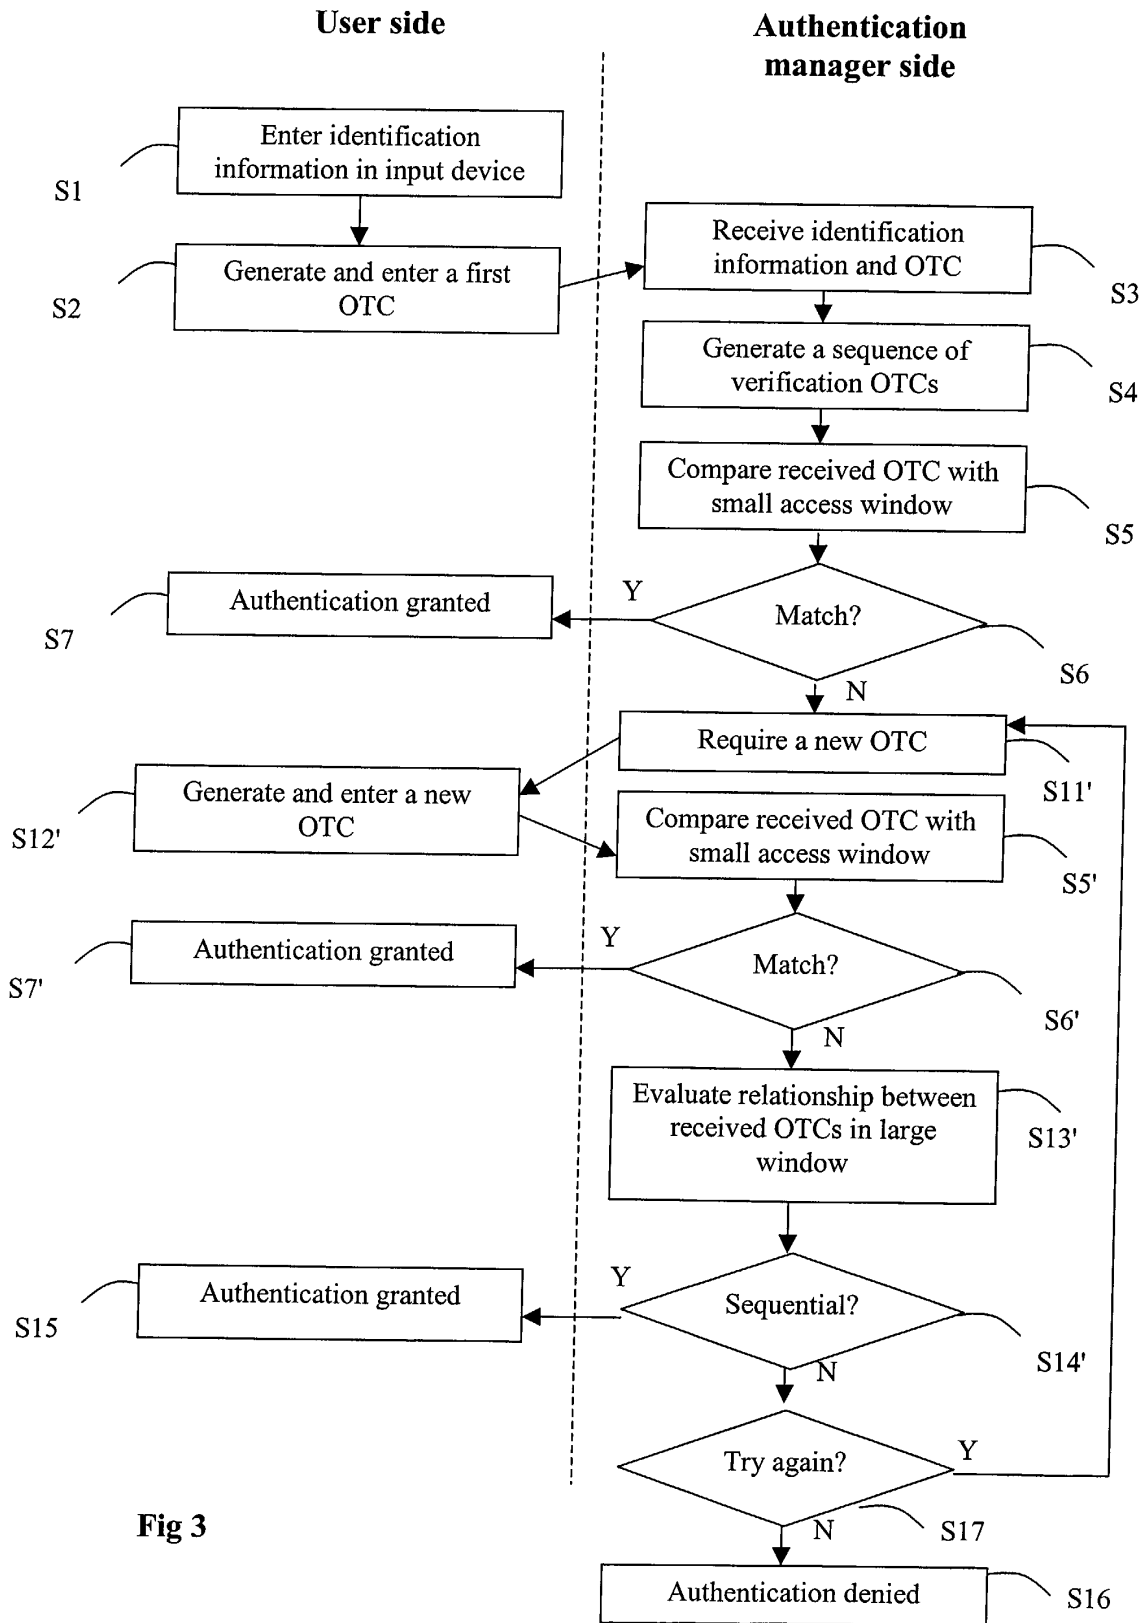 User side
Authentication
manager side
Enter identification
information in input device
S1
Generate and enter a first
OTC
S2
Receive identification
information and OTC
S3
Generate a sequence of
verification OTCs
S4
Compare received OTC with
small access window
S5
Match?
S6
Y
N
Authentication granted
S7
Require a new OTC
S11'
Generate and enter a new
OTC
S12'
Compare received OTC with
small access window
S5'
Match?
S6'
Y
N
Authentication granted
S7'
Evaluate relationship between
received OTCs in large
window
S13'
Sequential?
S14'
Y
N
Authentication granted
S15
Try again?
Y
S17
N
Authentication denied
S16
Fig 3